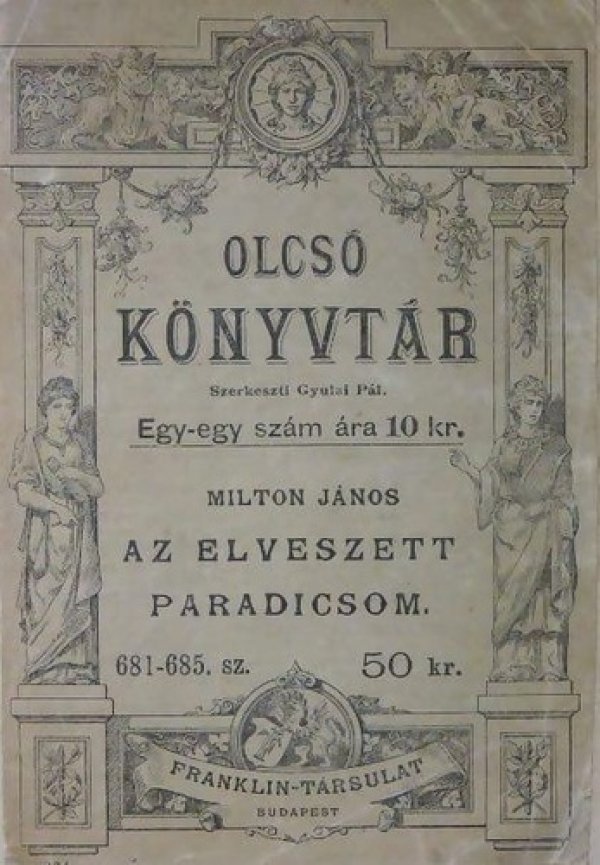 OLCSÓ
KÖNYVTÁR
Szerkeszti Gyulai Pál.
Egy-egy szám ára 10 kr.
MILTON JÁNOS
AZ ELVESZETT
PARADICSOM.
681-685. sz. 50 kr.
FRANKLIN-TÁRSULAT
BUDAPEST